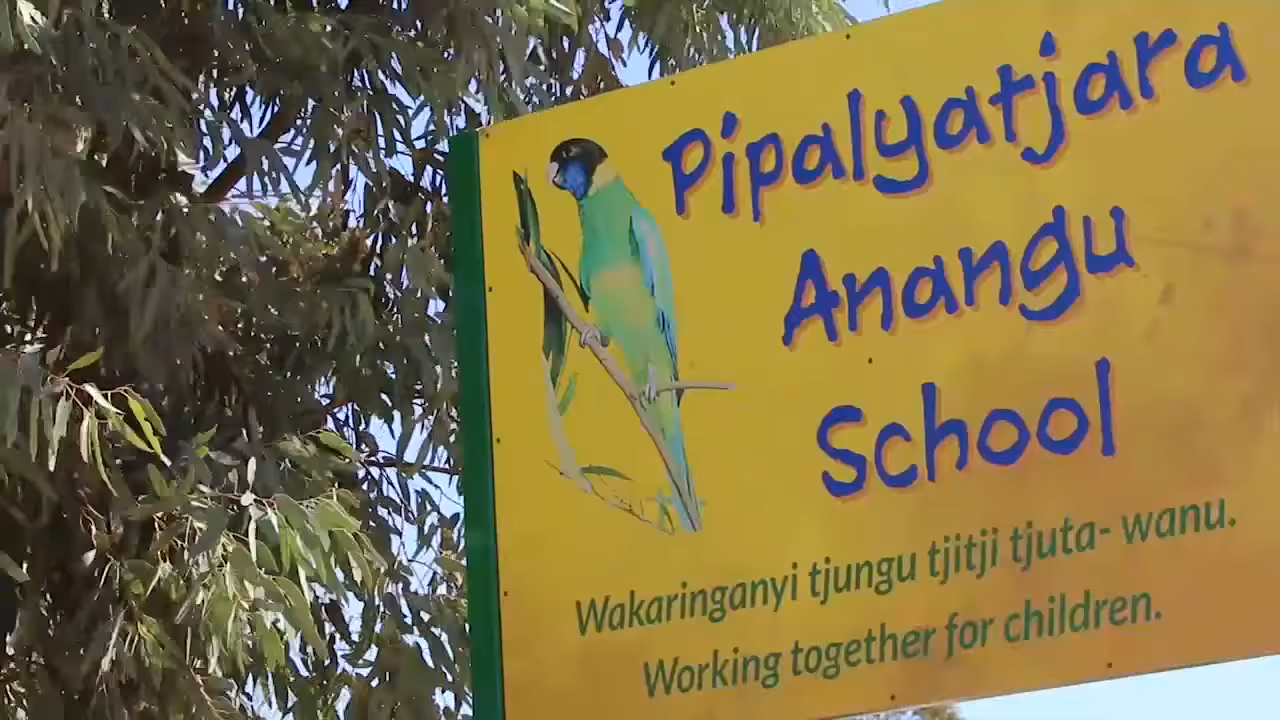 Pipalyatjara
Anangu
School
Wakaringanyi tjungu tjitji tjuta- wanu.
Working together for children.